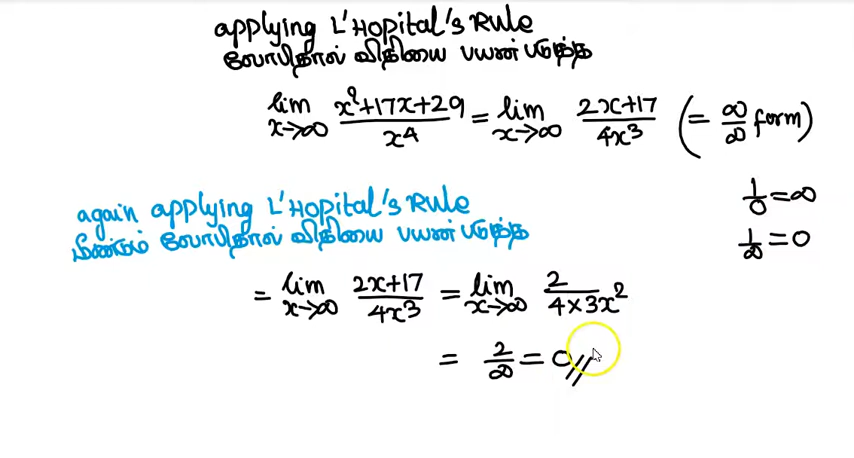 applying L'Hopital's Rule
லோபிதால் விதியை பயன்படுத்த
lim x→∞ (x²+17x+29)/x⁴ = lim x→∞ (2x+17)/4x³ (= ∞/∞ form)
1/0 = ∞
again applying L'Hopital's Rule
மீண்டும் லோபிதால் விதியை பயன்படுத்த
1/∞ = 0
= lim x→∞ (2x+17)/4x³ = lim x→∞ 2/(4×3x²)
= 2/∞ = 0//